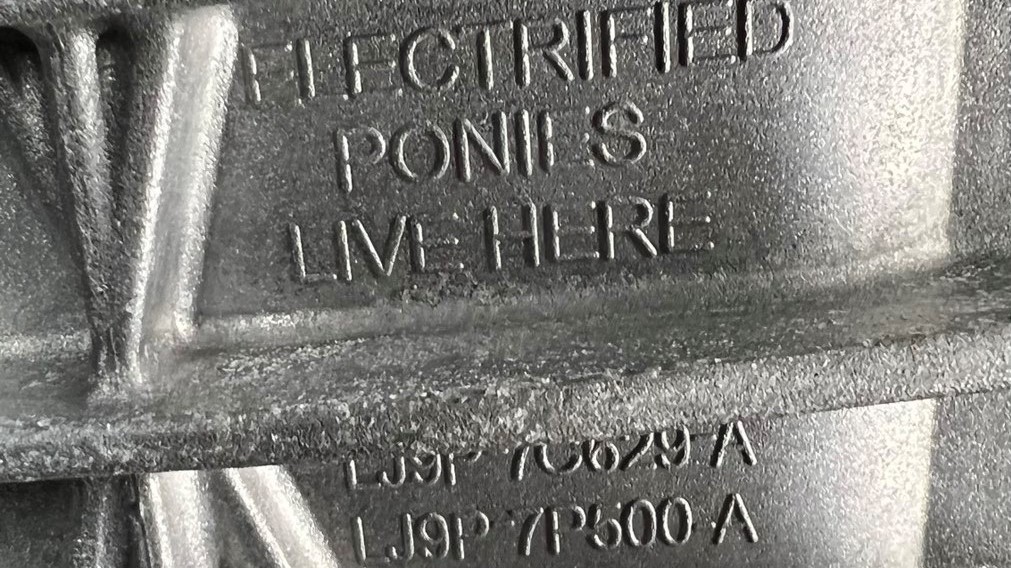 ELECTRIFIED
PONIES
LIVE HERE
LJ9P 7C629 A
LJ9P 7P500 A